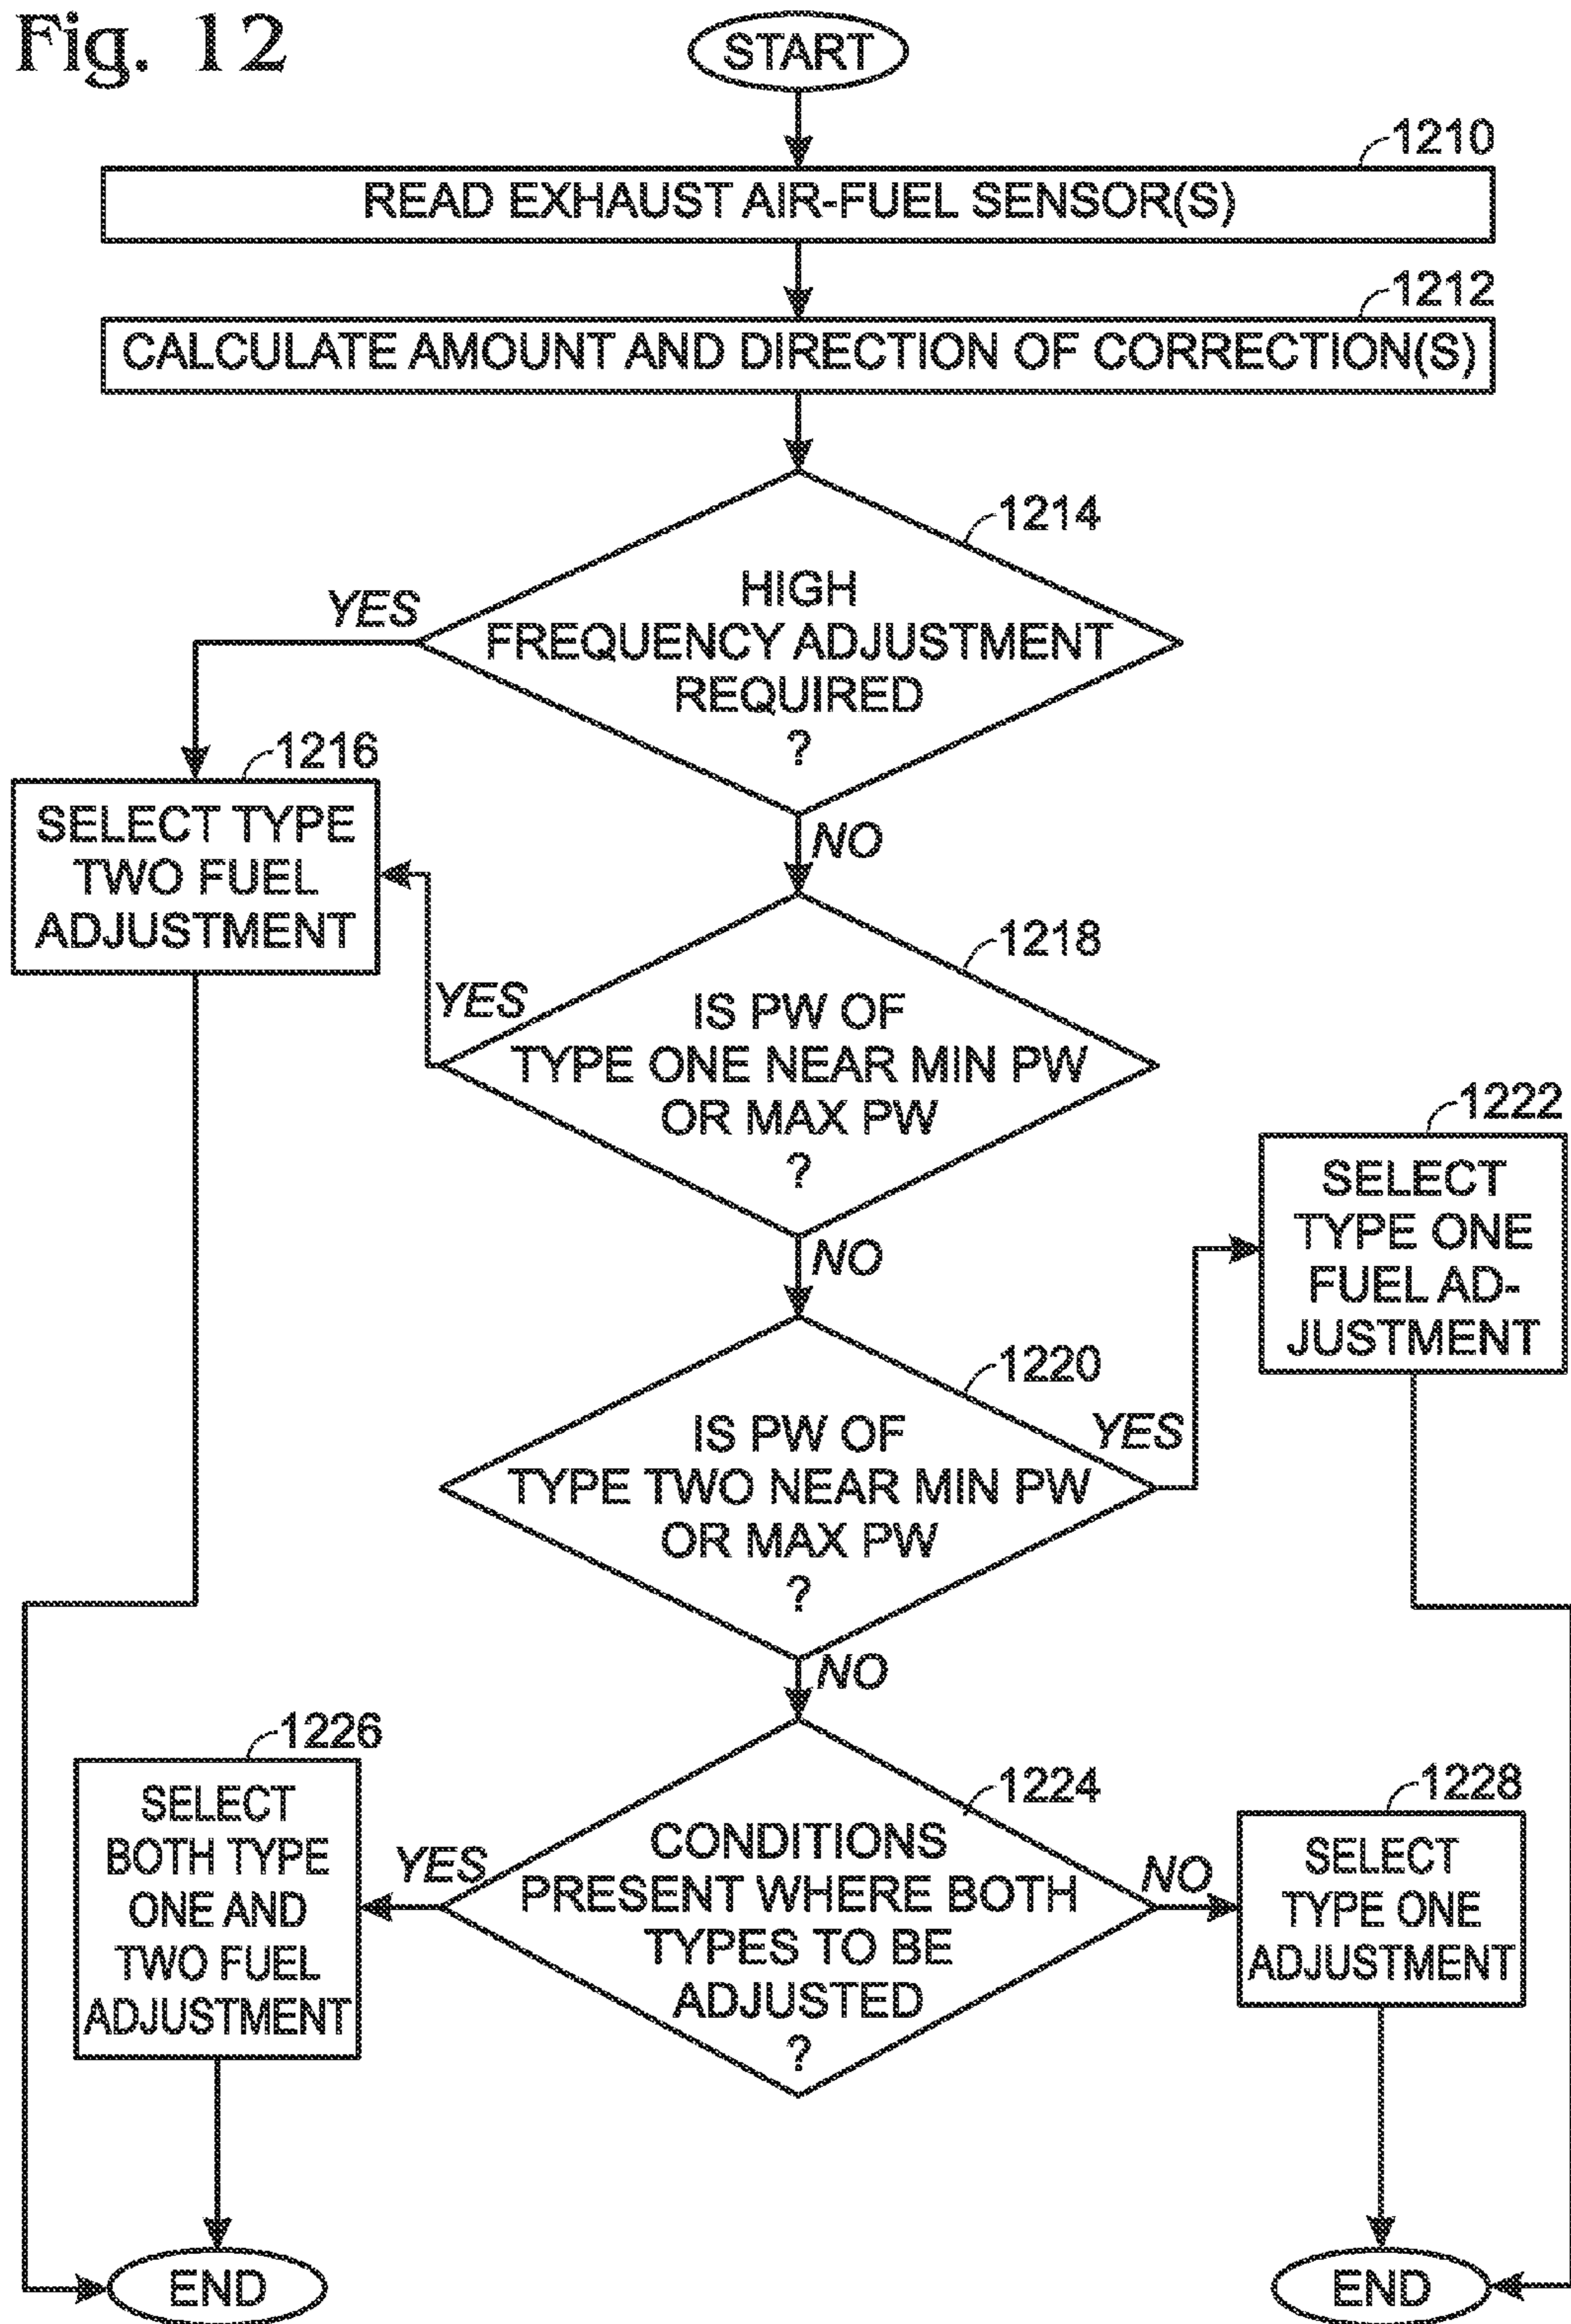 Fig. 12
START
1210
READ EXHAUST AIR-FUEL SENSOR(S)
1212
CALCULATE AMOUNT AND DIRECTION OF CORRECTION(S)
1214
HIGH
FREQUENCY ADJUSTMENT
REQUIRED
?
YES
NO
1216
SELECT TYPE
TWO FUEL
ADJUSTMENT
1218
IS PW OF
TYPE ONE NEAR MIN PW
OR MAX PW
?
YES
NO
1222
SELECT
TYPE ONE
FUEL AD-
JUSTMENT
1220
IS PW OF
TYPE TWO NEAR MIN PW
OR MAX PW
?
YES
NO
1226
SELECT
BOTH TYPE
ONE AND
TWO FUEL
ADJUSTMENT
1224
CONDITIONS
PRESENT WHERE BOTH
TYPES TO BE
ADJUSTED
?
YES
NO
1228
SELECT
TYPE ONE
ADJUSTMENT
END
END